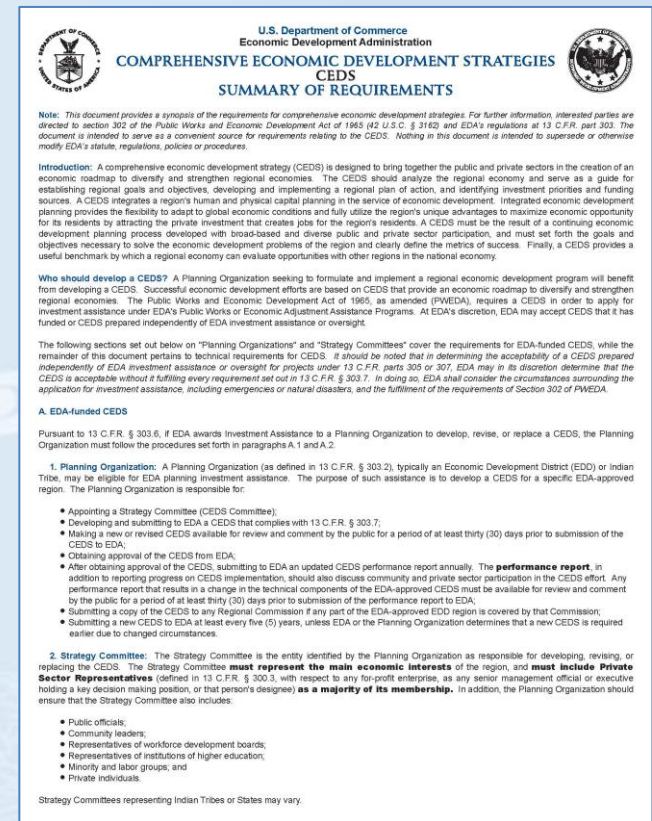 U.S. Department of Commerce
Economic Development Administration
COMPREHENSIVE ECONOMIC DEVELOPMENT STRATEGIES
CEDS
SUMMARY OF REQUIREMENTS
Note: This document provides a synopsis of the requirements for comprehensive economic development strategies. For further information, interested parties are
directed to section 302 of the Public Works and Economic Development Act of 1965 (42 U.S.C. § 3162) and EDA's regulations at 13 C.F.R. part 303. The
document is intended to serve as a convenient source for requirements relating to the CEDS. Nothing in this document is intended to supersede or otherwise
modify EDA's statute, regulations, policies or procedures.
Introduction: A comprehensive economic development strategy (CEDS) is designed to bring together the public and private sectors in the creation of an
economic roadmap to diversify and strengthen regional economies. The CEDS should analyze the regional economy and serve as a guide for
establishing regional goals and objectives, developing and implementing a regional plan of action, and identifying investment priorities and funding
sources. A CEDS integrates a region's human and physical capital planning in the service of economic development. Integrated economic development
planning provides the flexibility to adapt to global economic conditions and fully utilize the region's unique advantages to maximize economic opportunity
for its residents by attracting the private investment that creates jobs for the region's residents. A CEDS must be the result of a continuing economic
development planning process developed with broad-based and diverse public and private sector participation, and must set forth the goals and
objectives necessary to solve the economic development problems of the region and clearly define the metrics of success. Finally, a CEDS provides a
useful benchmark by which a regional economy can evaluate opportunities with other regions in the national economy.
Who should develop a CEDS? A Planning Organization seeking to formulate and implement a regional economic development program will benefit
from developing a CEDS. Successful economic development efforts are based on CEDS that provide an economic roadmap to diversify and strengthen
regional economies. The Public Works and Economic Development Act of 1965, as amended (PWEDA), requires a CEDS in order to apply for
investment assistance under EDA's Public Works or Economic Adjustment Assistance Programs. At EDA's discretion, EDA may accept CEDS that it has
funded or CEDS prepared independently of EDA investment assistance or oversight.
The following sections set out below on "Planning Organizations" and "Strategy Committees" cover the requirements for EDA-funded CEDS, while the
remainder of this document pertains to technical requirements for CEDS. It should be noted that in determining the acceptability of a CEDS prepared
independently of EDA investment assistance or oversight for projects under 13 C.F.R. parts 305 or 307, EDA may in its discretion determine that the
CEDS is acceptable without it fulfilling every requirement set out in 13 C.F.R. § 303.7. In doing so, EDA shall consider the circumstances surrounding the
application for investment assistance, including emergencies or natural disasters, and the fulfillment of the requirements of Section 302 of PWEDA.
A. EDA-funded CEDS
Pursuant to 13 C.F.R. § 303.6, if EDA awards Investment Assistance to a Planning Organization to develop, revise, or replace a CEDS, the Planning
Organization must follow the procedures set forth in paragraphs A.1 and A.2.
1. Planning Organization: A Planning Organization (as defined in 13 C.F.R. § 303.2), typically an Economic Development District (EDD) or Indian
Tribe, may be eligible for EDA planning investment assistance. The purpose of such assistance is to develop a CEDS for a specific EDA-approved
region. The Planning Organization is responsible for:
● Appointing a Strategy Committee (CEDS Committee);
● Developing and submitting to EDA a CEDS that complies with 13 C.F.R. § 303.7;
● Making a new or revised CEDS available for review and comment by the public for a period of at least thirty (30) days prior to submission of the
CEDS to EDA;
● Obtaining approval of the CEDS from EDA;
● After obtaining approval of the CEDS, submitting to EDA an updated CEDS performance report annually. The performance report, in
addition to reporting progress on CEDS implementation, should also discuss community and private sector participation in the CEDS effort. Any
performance report that results in a change in the technical components of the EDA-approved CEDS must be available for review and comment
by the public for a period of at least thirty (30) days prior to submission of the performance report to EDA;
● Submitting a copy of the CEDS to any Regional Commission if any part of the EDA-approved EDD region is covered by that Commission;
● Submitting a new CEDS to EDA at least every five (5) years, unless EDA or the Planning Organization determines that a new CEDS is required
earlier due to changed circumstances.
2. Strategy Committee: The Strategy Committee is the entity identified by the Planning Organization as responsible for developing, revising, or
replacing the CEDS. The Strategy Committee must represent the main economic interests of the region, and must include Private
Sector Representatives (defined in 13 C.F.R. § 300.3, with respect to any for-profit enterprise, as any senior management official or executive
holding a key decision making position, or that person's designee) as a majority of its membership. In addition, the Planning Organization should
ensure that the Strategy Committee also includes:
● Public officials;
● Community leaders;
● Representatives of workforce development boards;
● Representatives of institutions of higher education;
● Minority and labor groups; and
● Private individuals.
Strategy Committees representing Indian Tribes or States may vary.